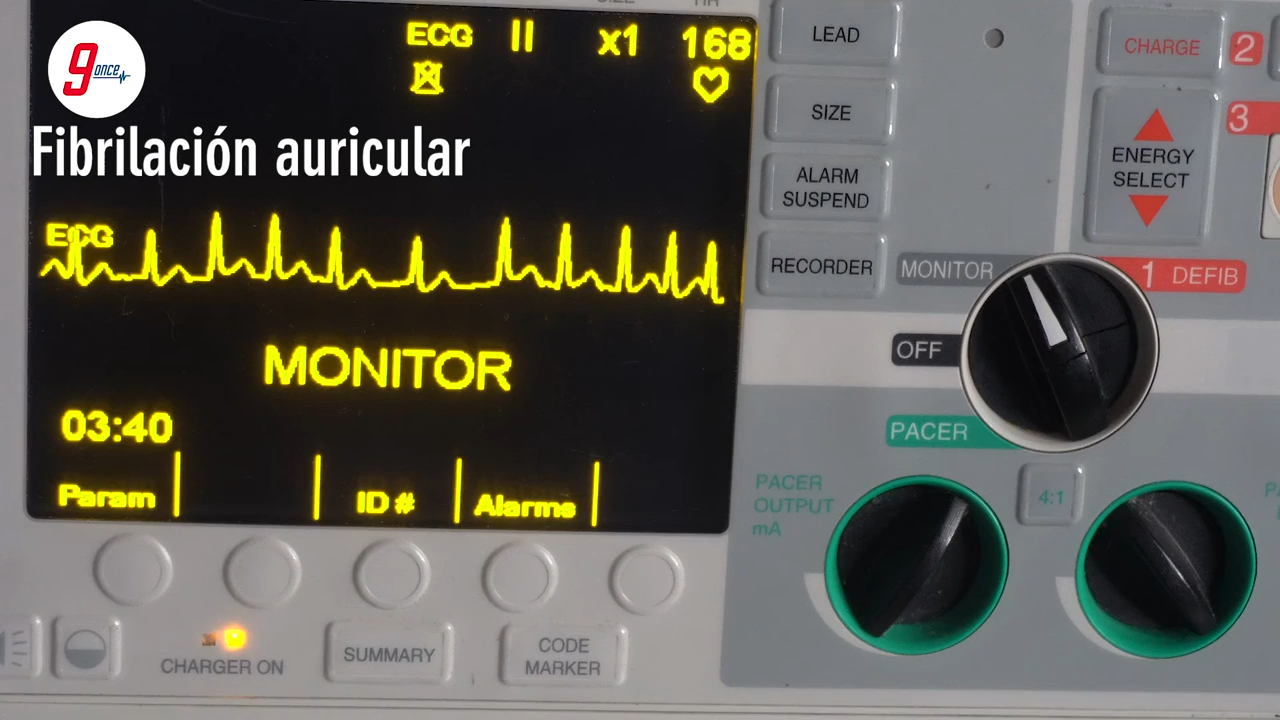 9once
Fibrilación auricular
ECG II x1 168
HR
ECG
MONITOR
03:40
Param ID # Alarms
CHARGER ON
SUMMARY
CODE
MARKER
LEAD
SIZE
ALARM
SUSPEND
RECORDER
CHARGE 2
3
ENERGY
SELECT
MONITOR
1 DEFIB
OFF
PACER
PACER
OUTPUT
mA
4:1